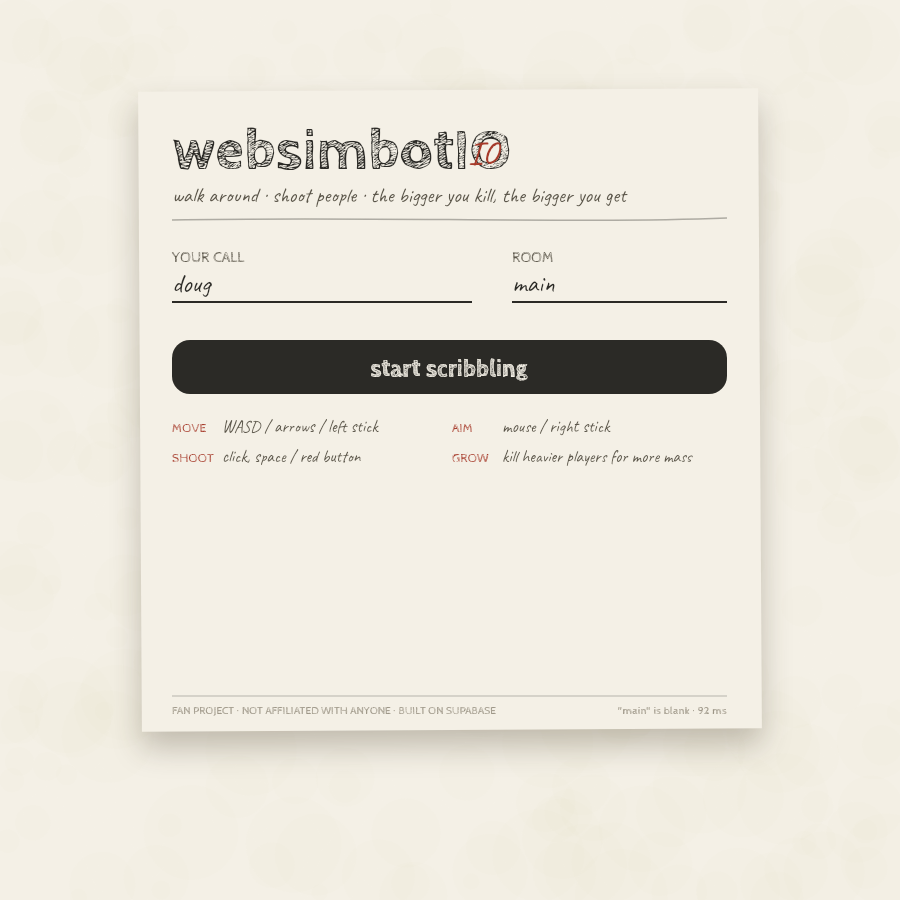 websimbotIO io
walk around · shoot people · the bigger you kill, the bigger you get
YOUR CALL ROOM
doug main
start scribbling
MOVE WASD / arrows / left stick AIM mouse / right stick
SHOOT click, space / red button GROW kill heavier players for more mass
FAN PROJECT · NOT AFFILIATED WITH ANYONE · BUILT ON SUPABASE "main" is blank · 92 ms